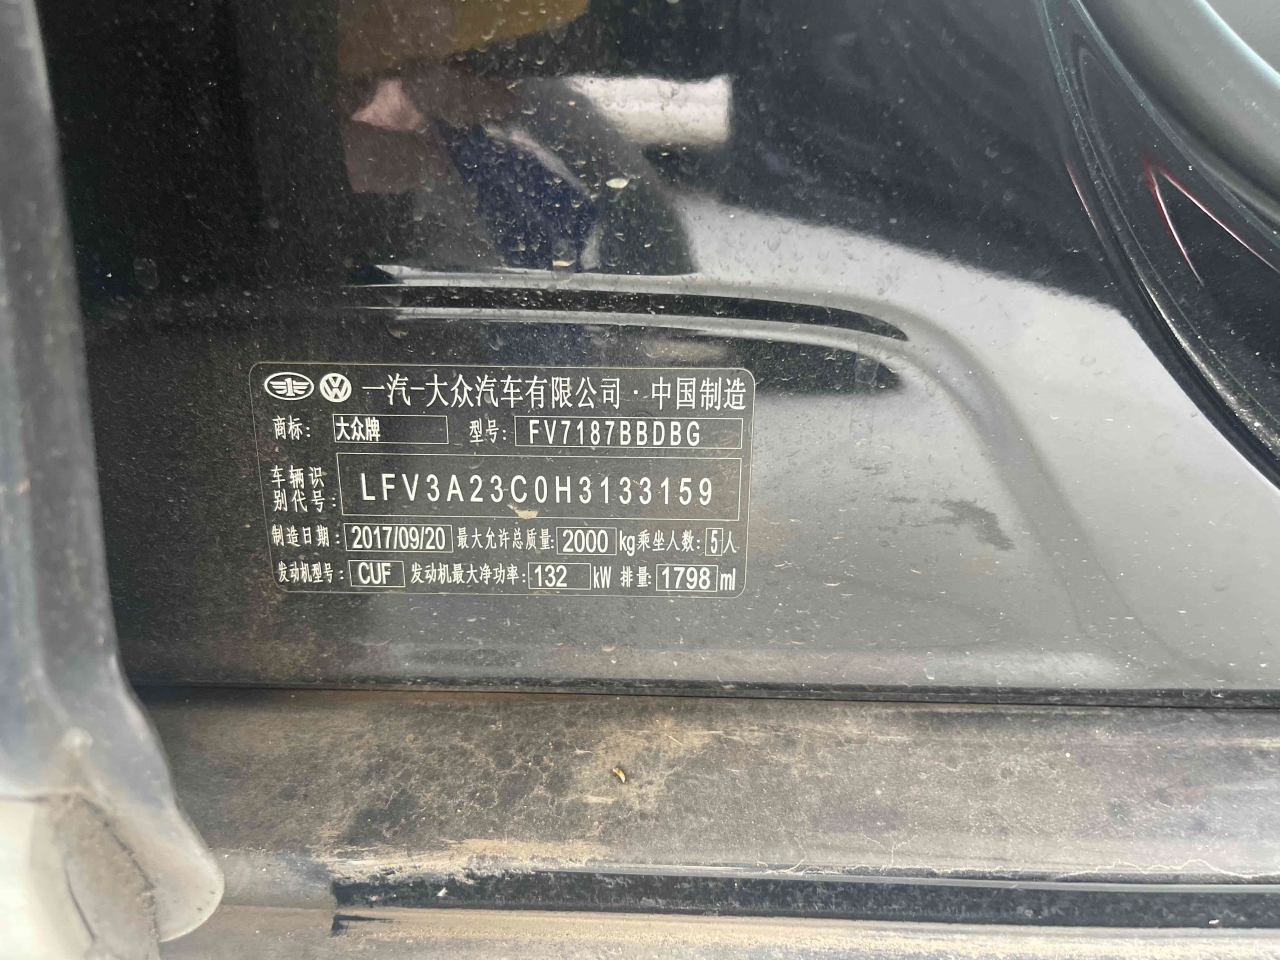 一汽-大众汽车有限公司·中国制造
商标: 大众牌 型号: FV7187BBDBG
车辆识别代号: LFV3A23C0H3133159
制造日期: 2017/09/20 最大允许总质量: 2000 kg 乘坐人数: 5人
发动机型号: CUF 发动机最大净功率: 132 kW 排量: 1798 ml